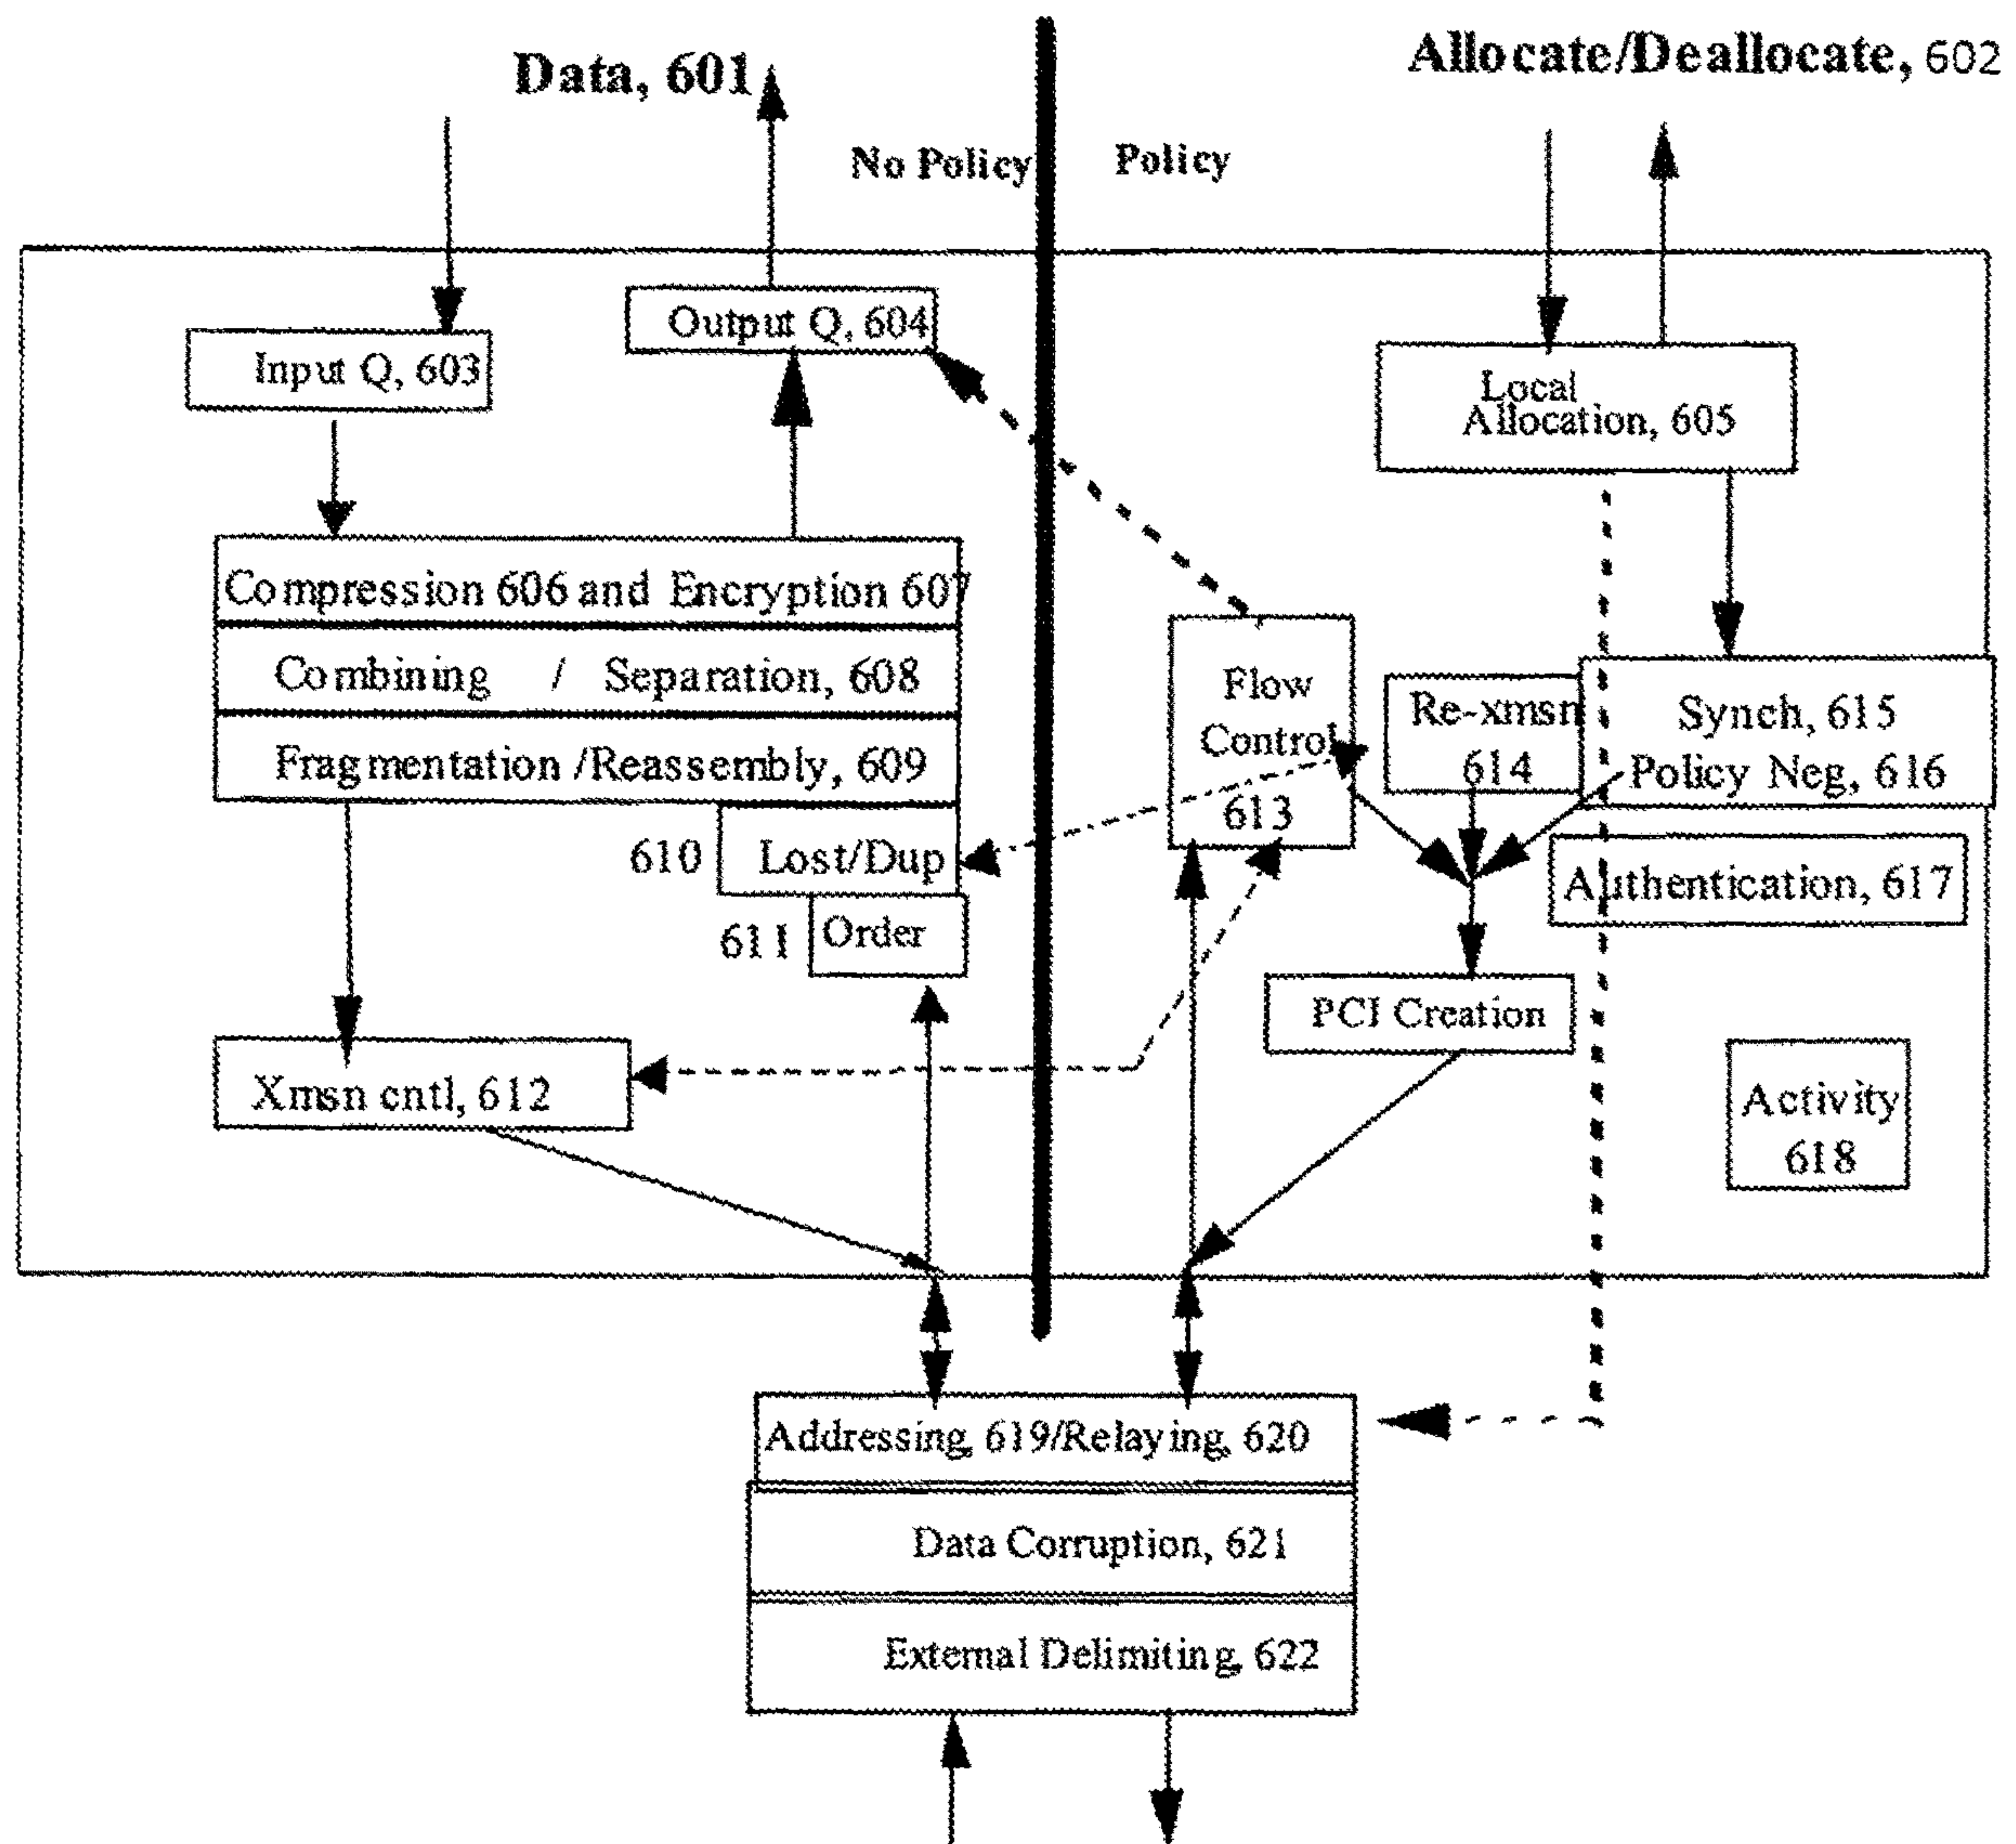 Data, 601
Allocate/Deallocate, 602
No Policy
Policy
Input Q, 603
Output Q, 604
Local
Allocation, 605
Compression 606 and Encryption 607
Combining / Separation, 608
Fragmentation /Reassembly, 609
610
Lost/Dup
611
Order
Xmsn cntl, 612
Flow
Control
613
Re-xmsn
614
Synch, 615
Policy Neg, 616
Authentication, 617
PCI Creation
Activity
618
Addressing, 619/Relaying, 620
Data Corruption, 621
External Delimiting, 622